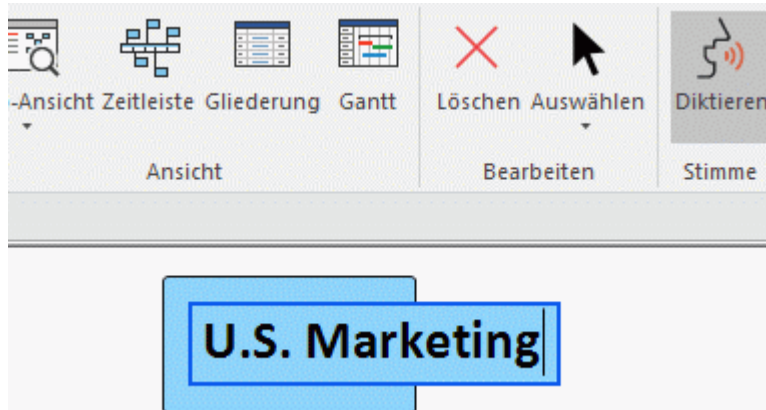 -Ansicht Zeitleiste Gliederung Gantt Löschen Auswählen Diktieren
Ansicht Bearbeiten Stimme
U.S. Marketing